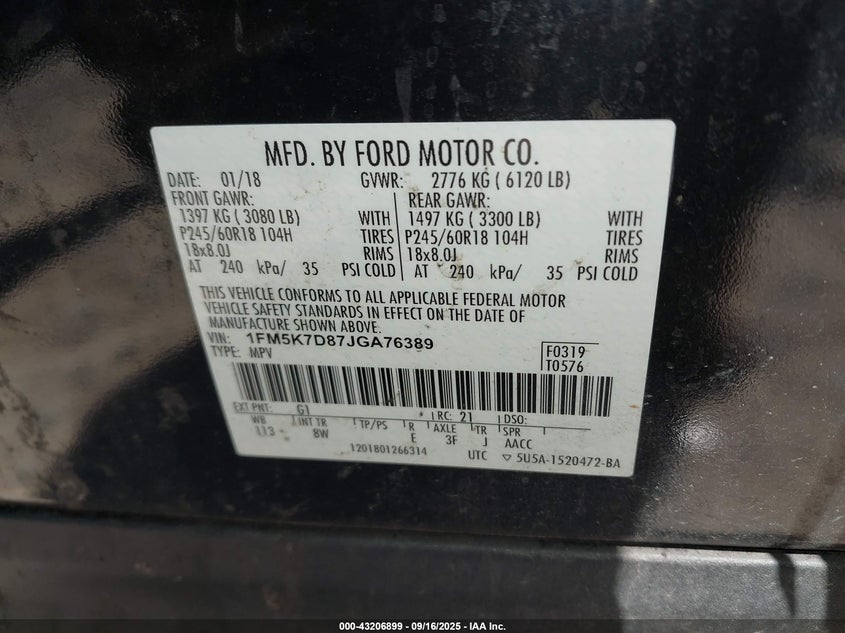 MFD. BY FORD MOTOR CO.
DATE: 01/18 GVWR: 2776 KG ( 6120 LB)
FRONT GAWR: REAR GAWR:
1397 KG ( 3080 LB) WITH 1497 KG ( 3300 LB) WITH
P245/60R18 104H TIRES P245/60R18 104H TIRES
18x8.0J RIMS 18x8.0J RIMS
AT 240 kPa/ 35 PSI COLD AT 240 kPa/ 35 PSI COLD
THIS VEHICLE CONFORMS TO ALL APPLICABLE FEDERAL MOTOR
VEHICLE SAFETY STANDARDS IN EFFECT ON THE DATE OF
MANUFACTURE SHOWN ABOVE.
VIN: 1FM5K7D87JGA76389
TYPE: MPV
F0319
T0576
EXT PNT: G1 * RC: 21 DSO:
WB INT TR TP/PS R AXLE TR SPR
113 8W E 3F J AACC
1201801266314 UTC ▽ 5U5A-1520472-BA
000-43206899 - 09/16/2025 - IAA Inc.